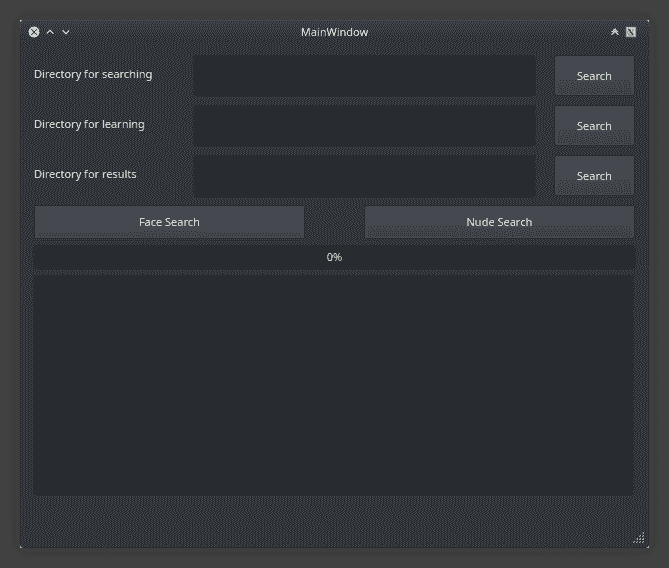 MainWindow
Directory for searching
Search
Directory for learning
Search
Directory for results
Search
Face Search
Nude Search
0%